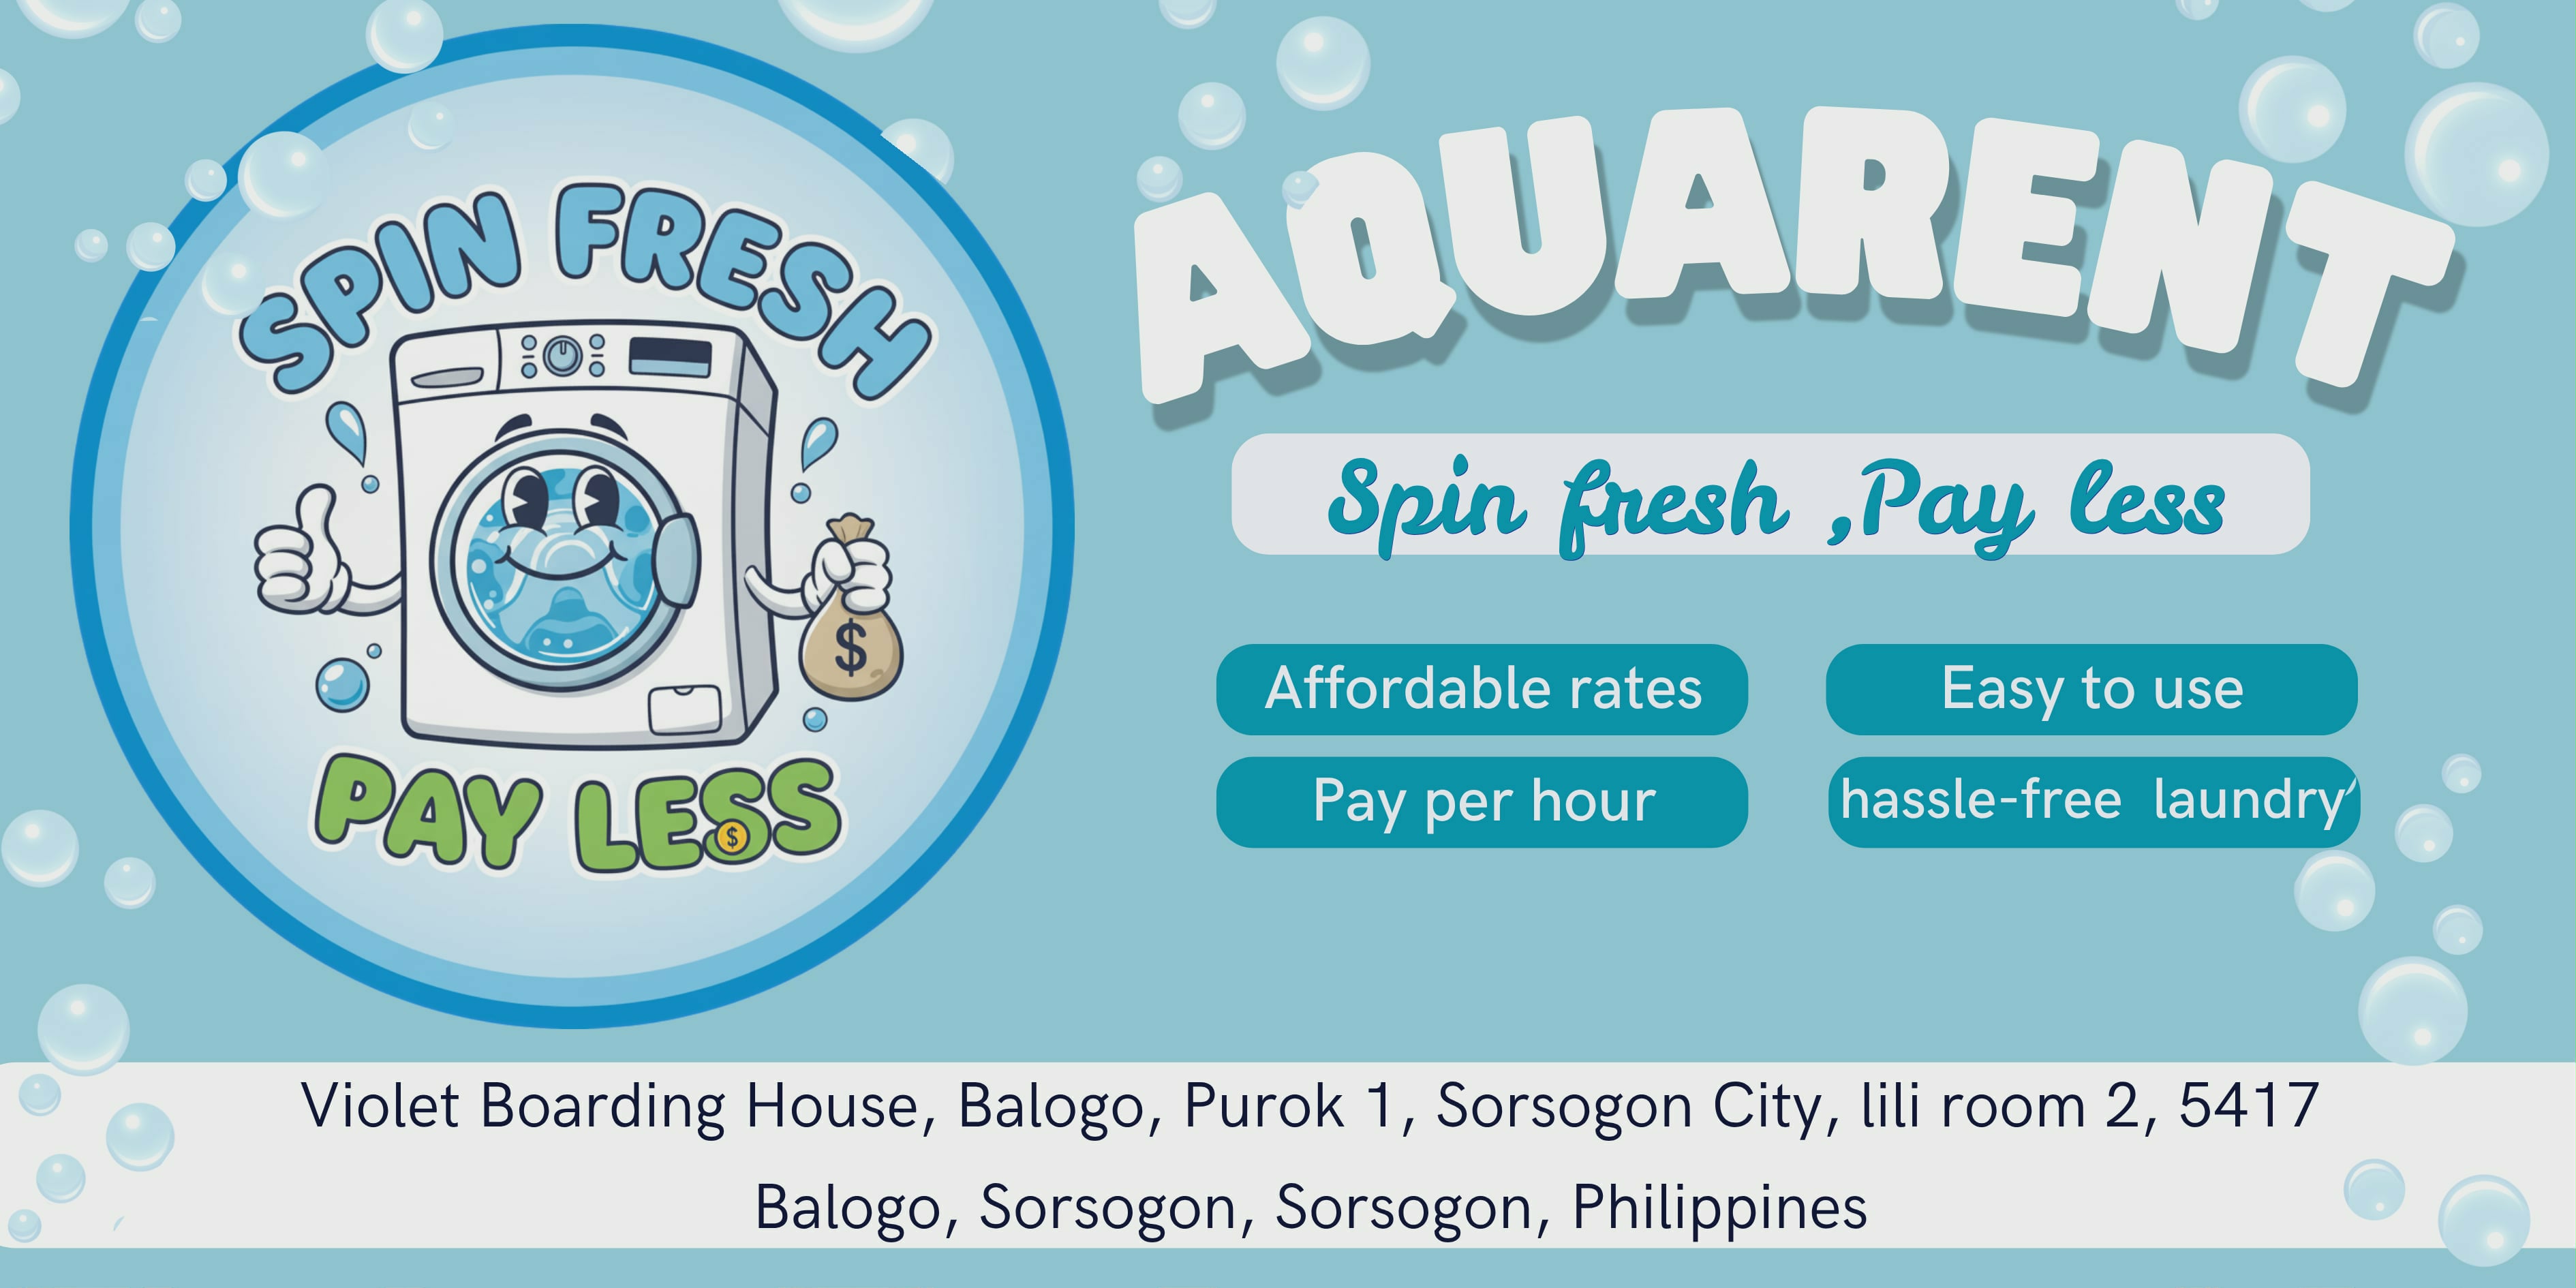 SPIN FRESH
$
PAY LESS
$
AQUARENT
Spin fresh ,Pay less
Affordable rates
Easy to use
Pay per hour
hassle-free  laundry
Violet Boarding House, Balogo, Purok 1, Sorsogon City, lili room 2, 5417
Balogo, Sorsogon, Sorsogon, Philippines